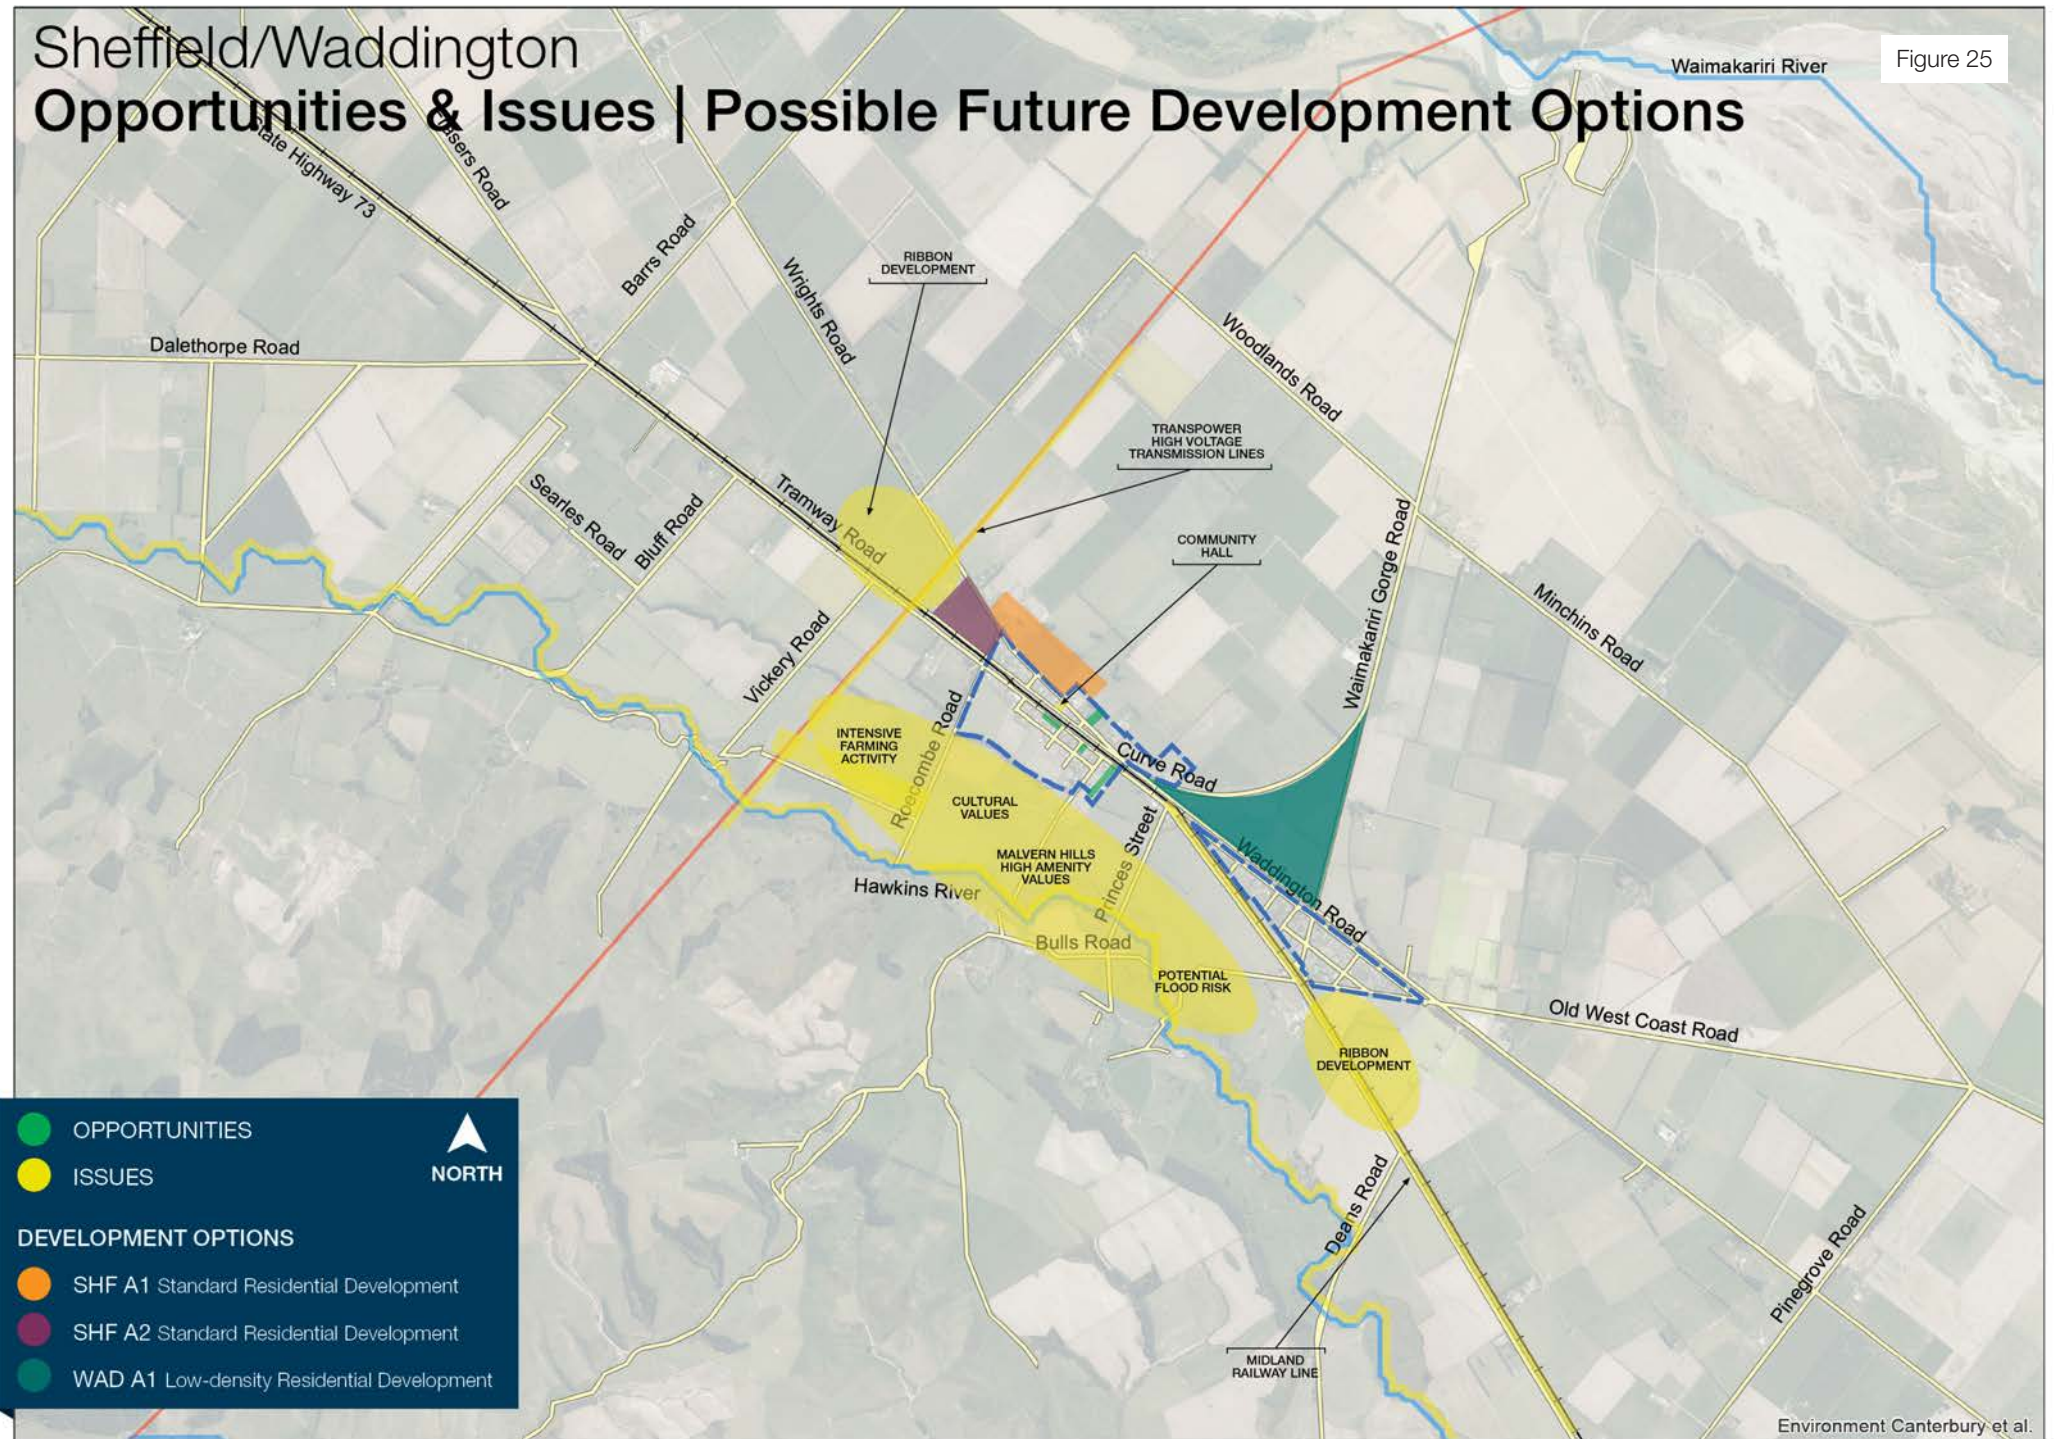 Sheffield/Waddington
Opportunities & Issues | Possible Future Development Options
Figure 25
Waimakariri River
State Highway 73
Barrs Road
Wrights Road
RIBBON
DEVELOPMENT
Dalethorpe Road
Woodlands Road
TRANSPOWER
HIGH VOLTAGE
TRANSMISSION LINES
Searles Road
Bluff Road
Tramway Road
COMMUNITY
HALL
Waimakariri Gorge Road
Minchins Road
Vickery Road
INTENSIVE
FARMING
ACTIVITY
Roecombe Road
Curve Road
CULTURAL
VALUES
MALVERN HILLS
HIGH AMENITY
VALUES
Princes Street
Waddington Road
Hawkins River
Bulls Road
POTENTIAL
FLOOD RISK
Old West Coast Road
RIBBON
DEVELOPMENT
Deans Road
Pinegrove Road
MIDLAND
RAILWAY LINE
OPPORTUNITIES
ISSUES
NORTH
DEVELOPMENT OPTIONS
SHF A1 Standard Residential Development
SHF A2 Standard Residential Development
WAD A1 Low-density Residential Development
Environment Canterbury et al.